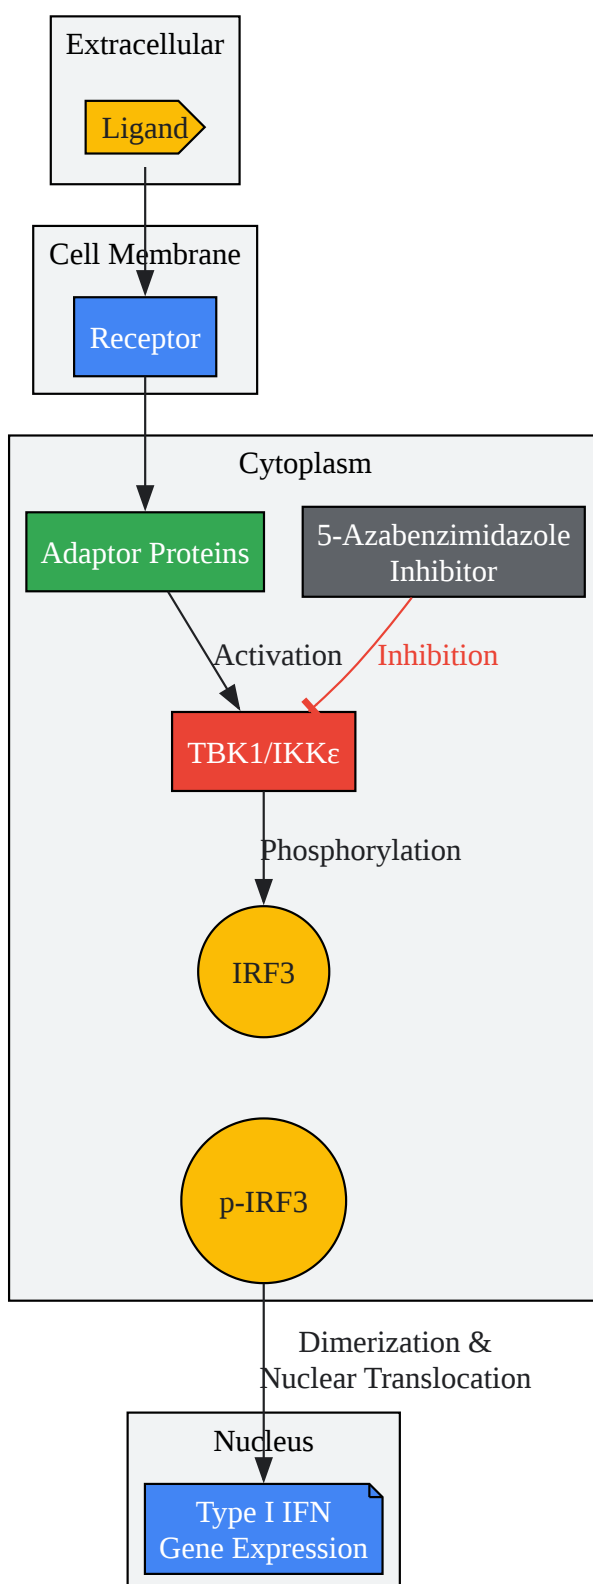 Extracellular
Ligand
Cell Membrane
Receptor
Cytoplasm
Adaptor Proteins
5-Azabenzimidazole
Inhibitor
Activation
Inhibition
TBK1/IKKε
Phosphorylation
IRF3
p-IRF3
Dimerization &
Nuclear Translocation
Nucleus
Type I IFN
Gene Expression